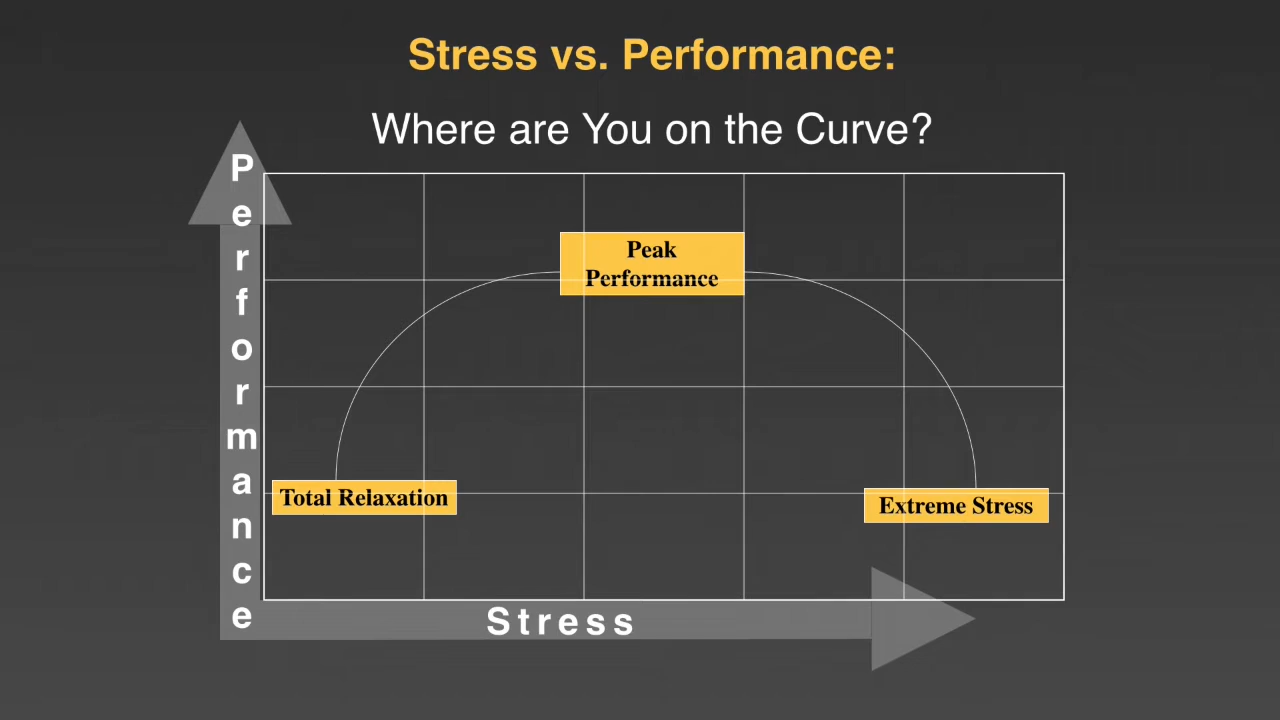 Stress vs. Performance:
Where are You on the Curve?
Performance
Peak
Performance
Total Relaxation
Extreme Stress
Stress